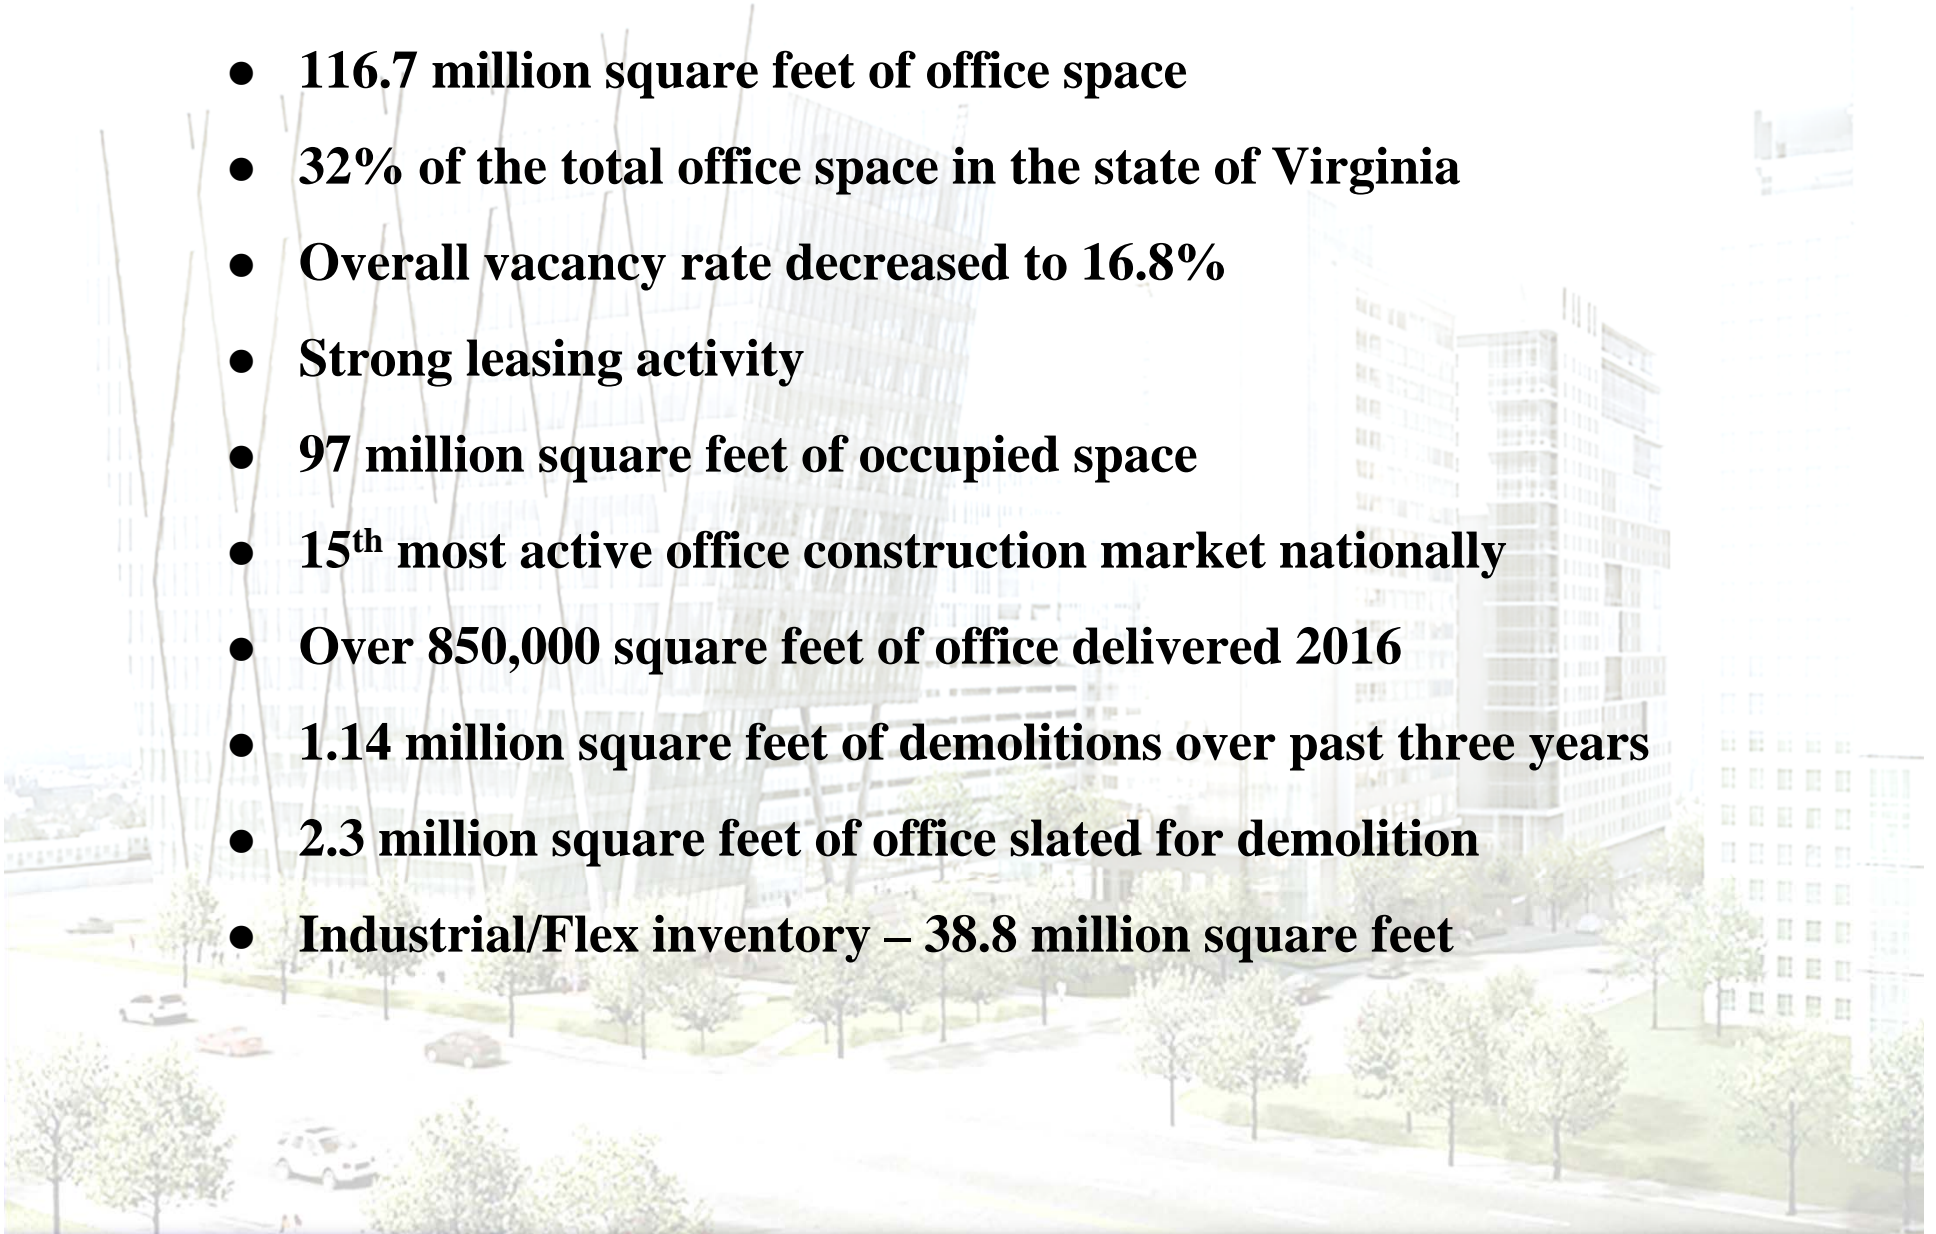 ● 116.7 million square feet of office space
● 32% of the total office space in the state of Virginia
● Overall vacancy rate decreased to 16.8%
● Strong leasing activity
● 97 million square feet of occupied space
● 15th most active office construction market nationally
● Over 850,000 square feet of office delivered 2016
● 1.14 million square feet of demolitions over past three years
● 2.3 million square feet of office slated for demolition
● Industrial/Flex inventory – 38.8 million square feet